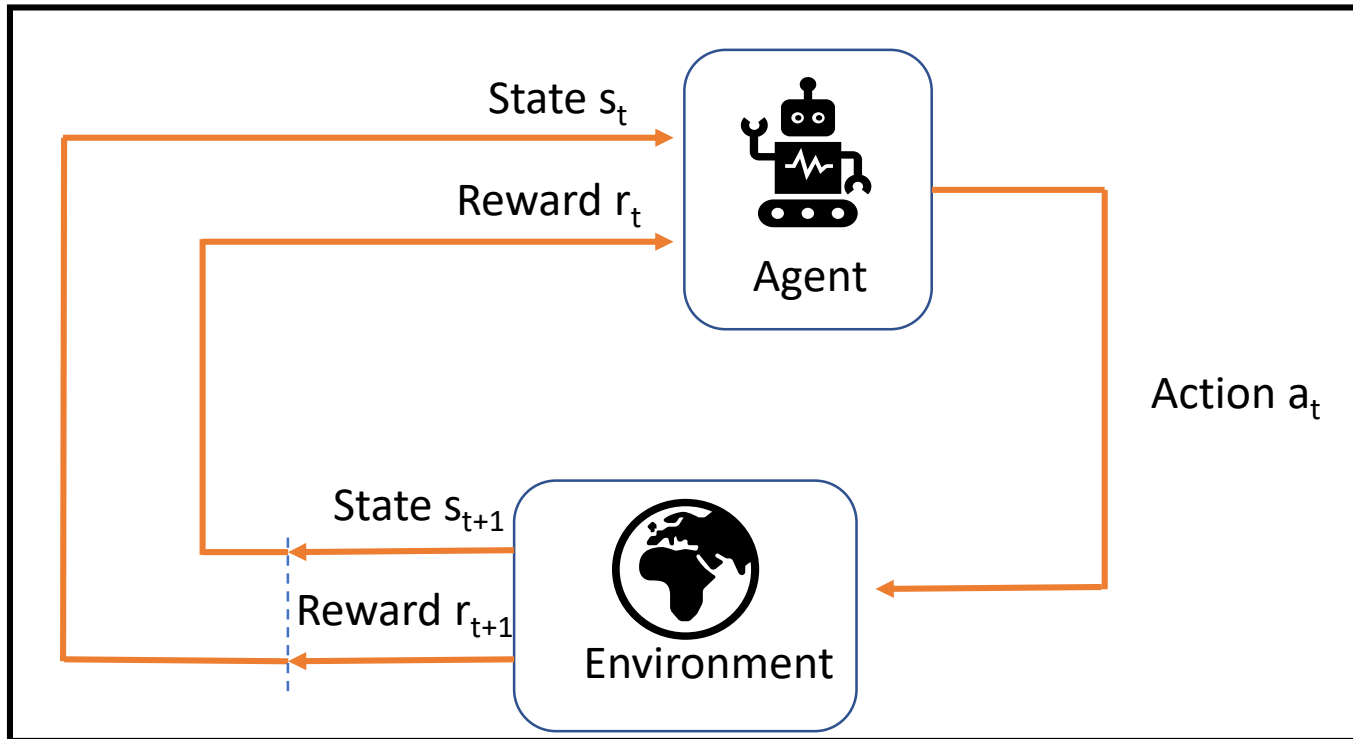 State sₜ
Reward rₜ
Agent
Action aₜ
State sₜ₊₁
Reward rₜ₊₁
Environment